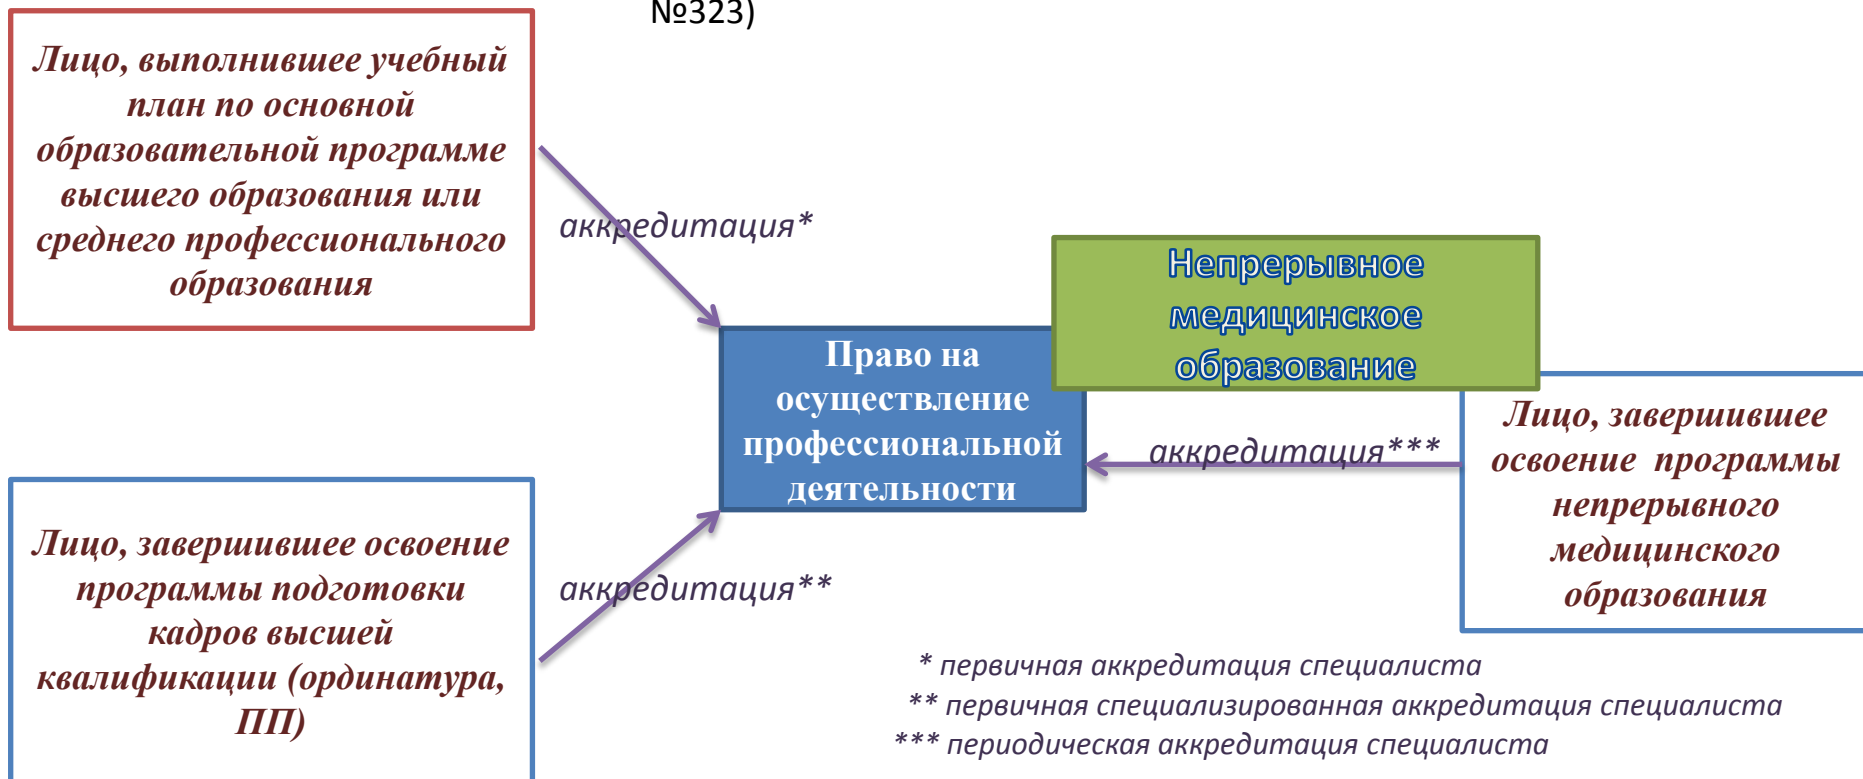 №323)
Лицо, выполнившее учебный
план по основной
образовательной программе
высшего образования или
среднего профессионального
образования
аккредитация*
Непрерывное
медицинское
образование
Право на
осуществление
профессиональной
деятельности
аккредитация***
Лицо, завершившее
освоение программы
непрерывного
медицинского
образования
Лицо, завершившее освоение
программы подготовки
кадров высшей
квалификации (ординатура,
ПП)
аккредитация**
* первичная аккредитация специалиста
** первичная специализированная аккредитация специалиста
*** периодическая аккредитация специалиста